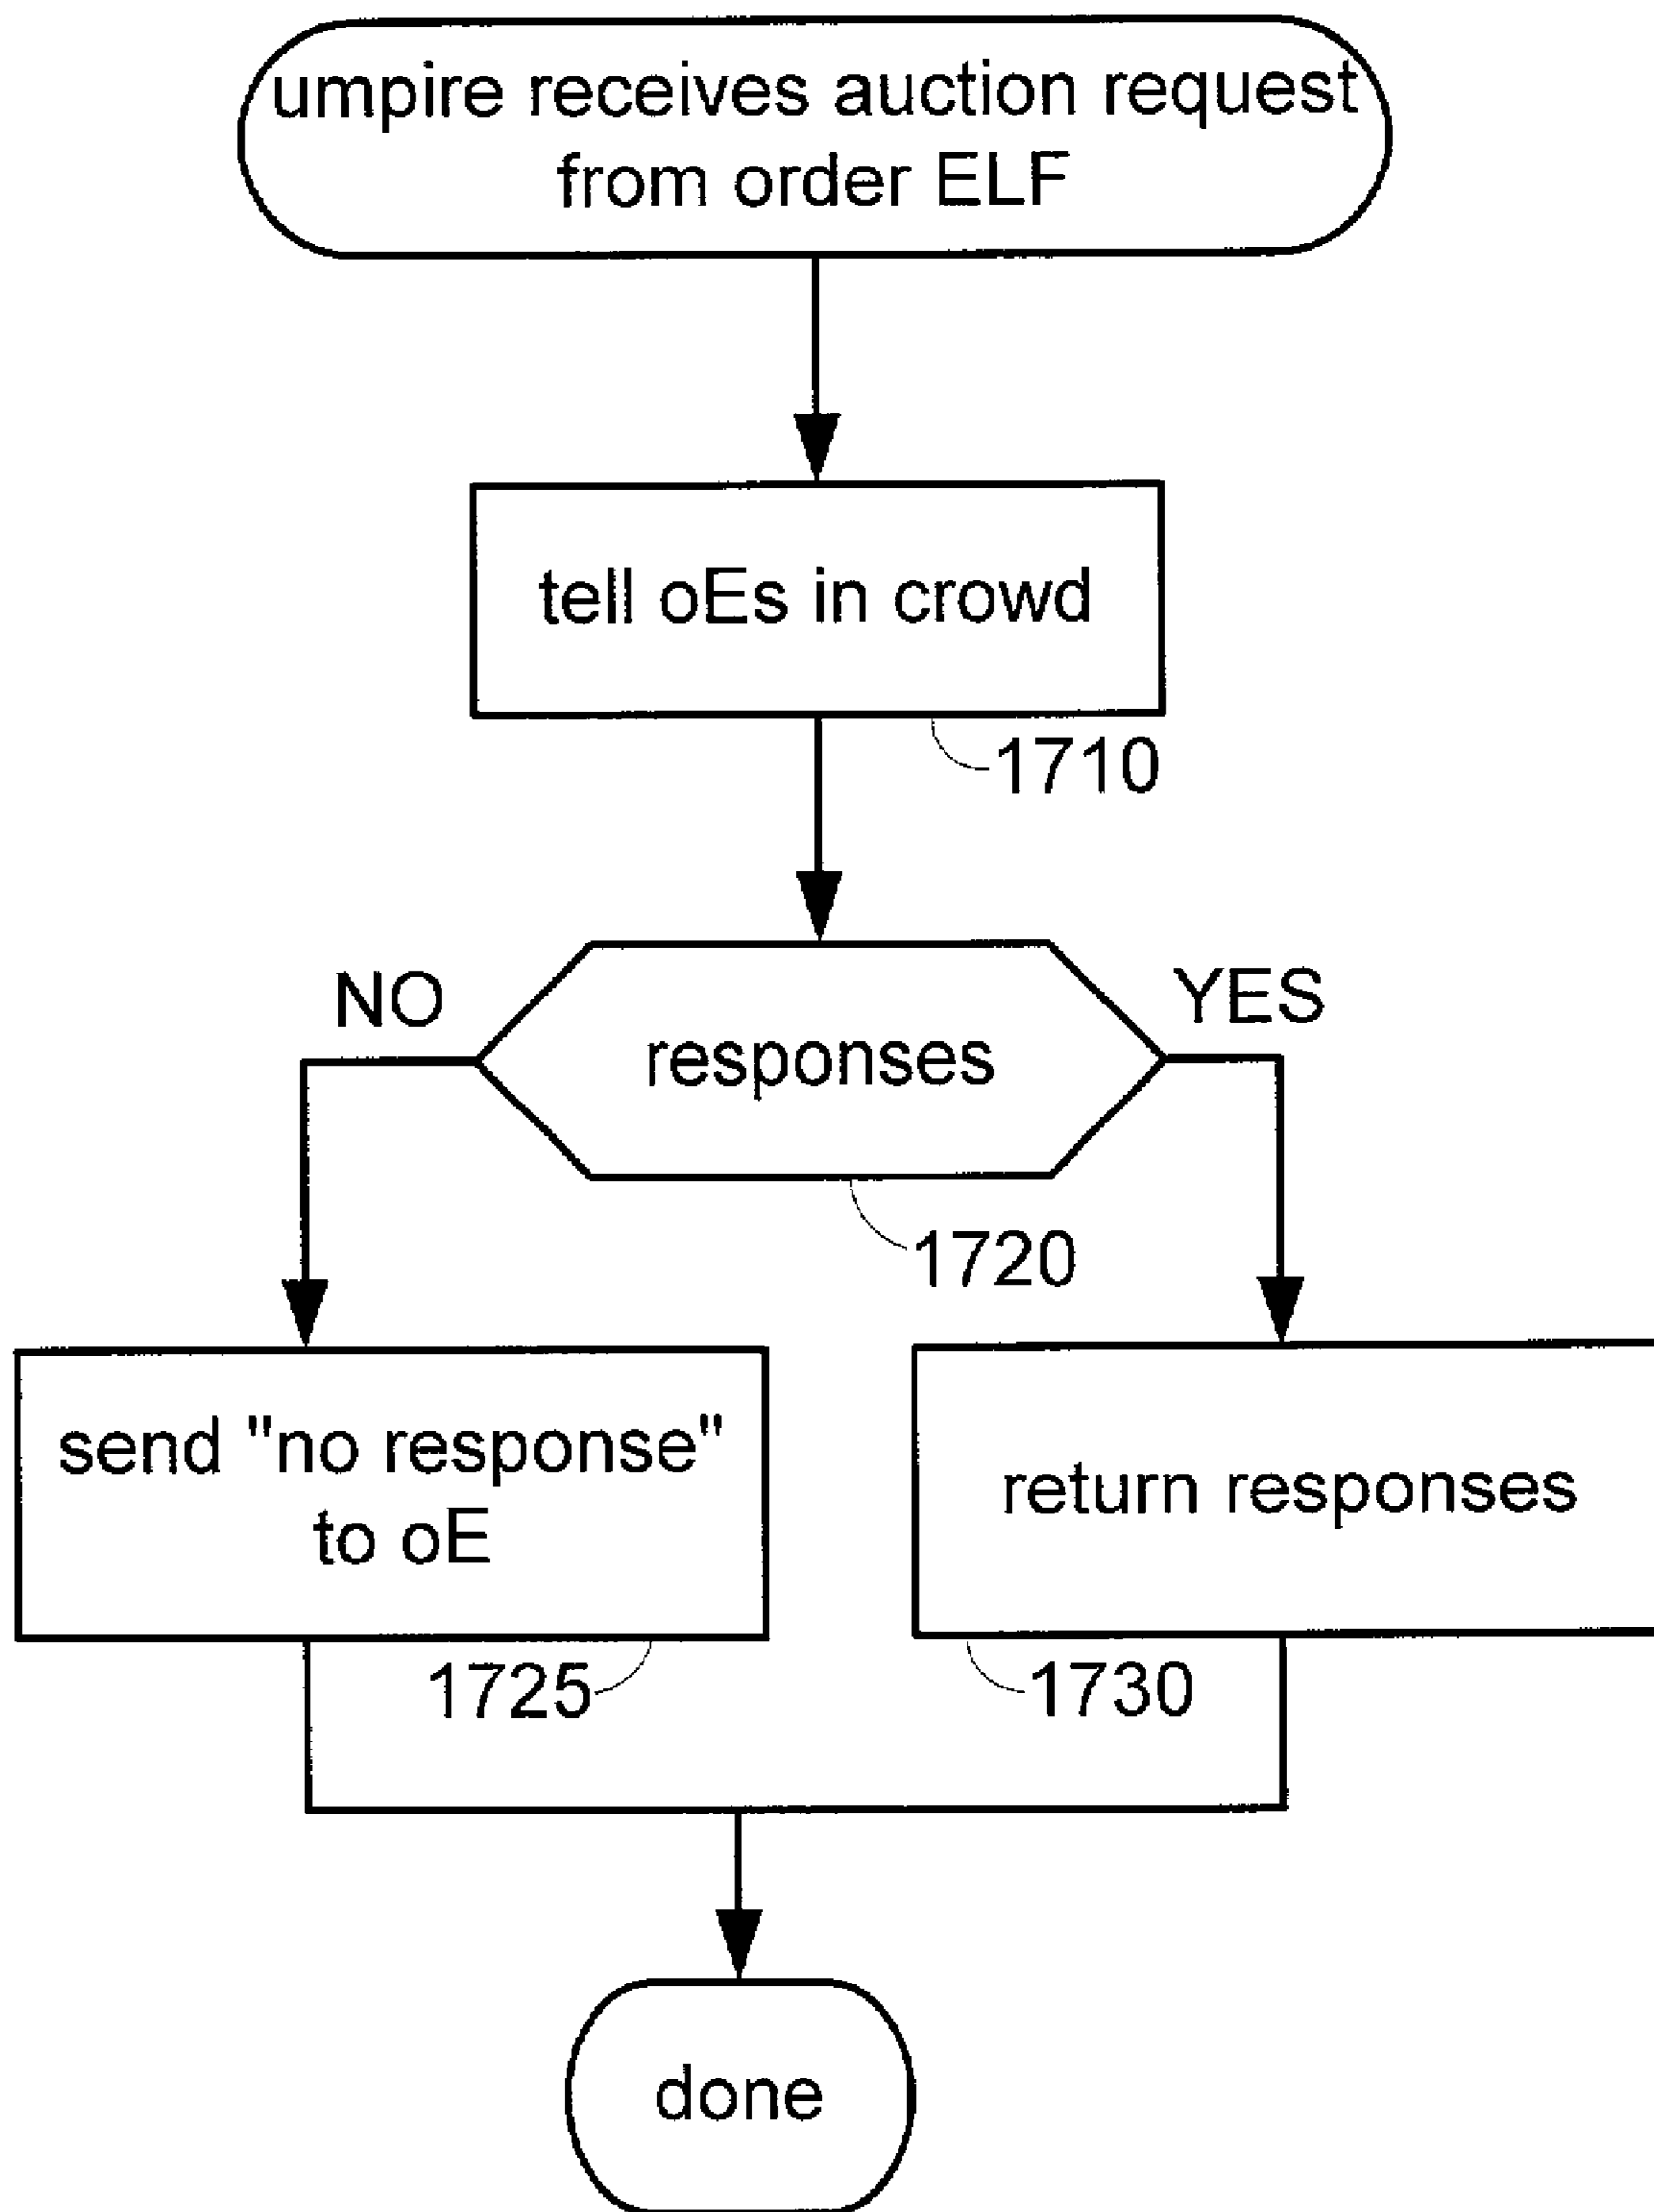 umpire receives auction request
from order ELF
tell oEs in crowd
1710
NO
YES
responses
1720
send "no response"
to oE
return responses
1725
1730
done